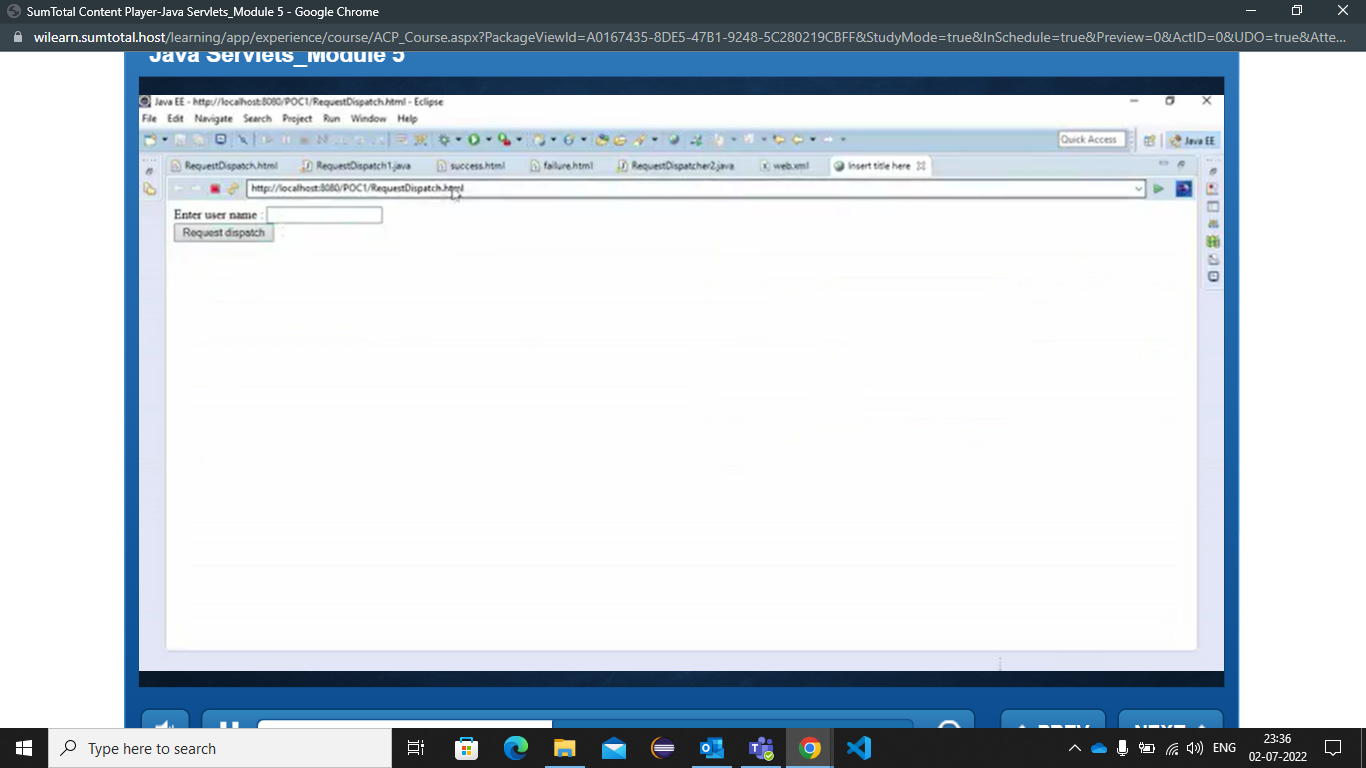 SumTotal Content Player-Java Servlets_Module 5 - Google Chrome
wilearn.sumtotal.host/learning/app/experience/course/ACP_Course.aspx?PackageViewId=A0167435-8DE5-47B1-9248-5C280219CBFF&StudyMode=true&InSchedule=true&Preview=0&ActID=0&UDO=true&Atte...
Java Servlets_Module 5
Java EE - http://localhost:8080/POC1/RequestDispatch.html - Eclipse
File Edit Navigate Search Project Run Window Help
Quick Access Java EE
RequestDispatch.html RequestDispatch1.java success.html failure.html RequestDispatcher2.java web.xml Insert title here
http://localhost:8080/POC1/RequestDispatch.html
Enter user name :
Request dispatch
PREV NEXT
Type here to search
ENG
23:36
02-07-2022